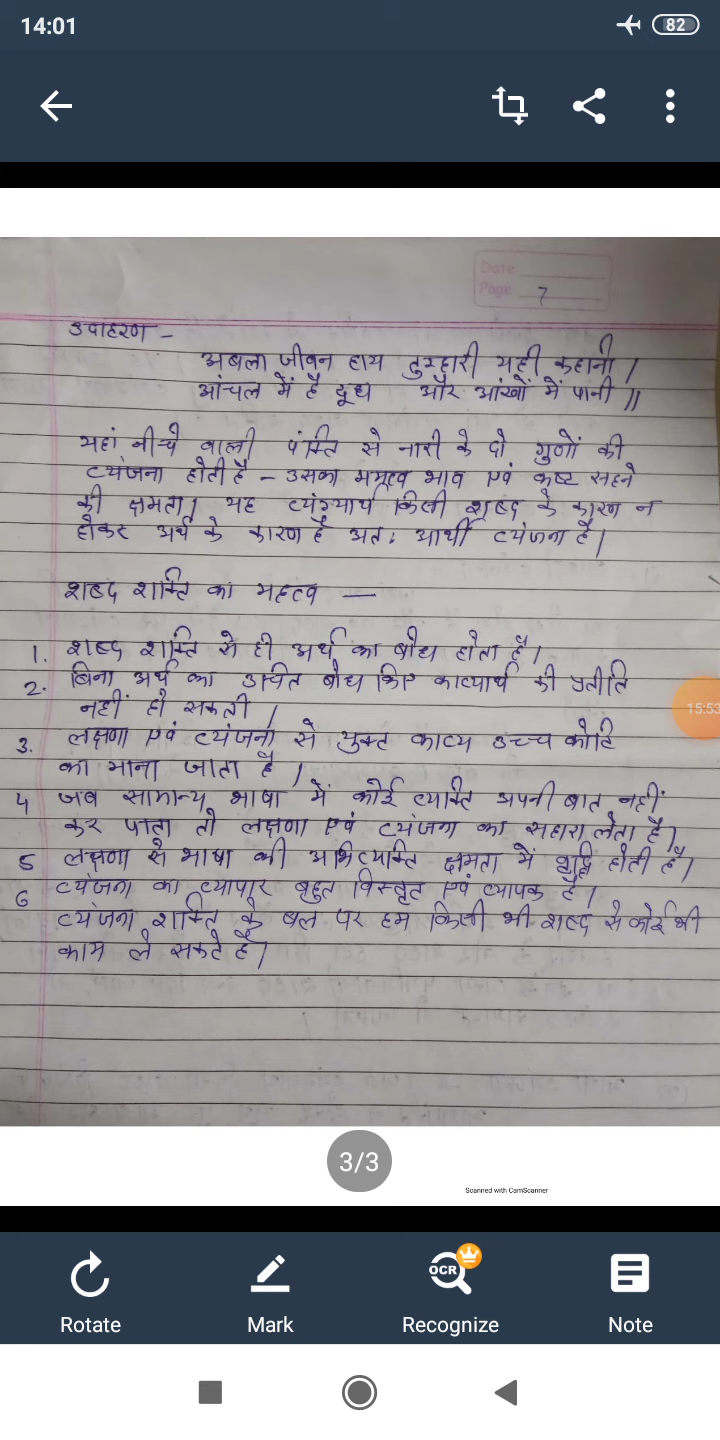 14:01
82
Date
Page 7
उदाहरण -
अबला जीवन हाय तुम्हारी यही कहानी /
आंचल में है दूध और आंखों में पानी //
यहां नीचे वाली पंक्ति से नारी के दो गुणों की
व्यंजना होती है - उसका ममत्व भाव एवं कष्ट सहने
की क्षमता। यह व्यंग्यार्थ किसी शब्द के कारण न
होकर अर्थ के कारण है अतः आर्थी व्यंजना है।
शब्द शक्ति का महत्व —
1. शब्द शक्ति से ही अर्थ का बोध होता है।
2. बिना अर्थ का उचित बोध किए काव्यार्थ की प्रतीति
नहीं हो सकती /
15:53
3. लक्षणा एवं व्यंजना से युक्त काव्य उच्च कोटि
का माना जाता है /
4 जब सामान्य भाषा में कोई व्यक्ति अपनी बात नहीं
कर पाता तो लक्षणा एवं व्यंजना का सहारा लेता है।
5 लक्षणा से भाषा की अभिव्यक्ति क्षमता में होती है।
6 व्यंजना का व्यापार बहुत विस्तृत एवं व्यापक है।
व्यंजना शक्ति के बल पर हम किसी भी शब्द से कोई भी
काम ले सकते है।
3/3
Scanned with CamScanner
OCR
Rotate Mark Recognize Note